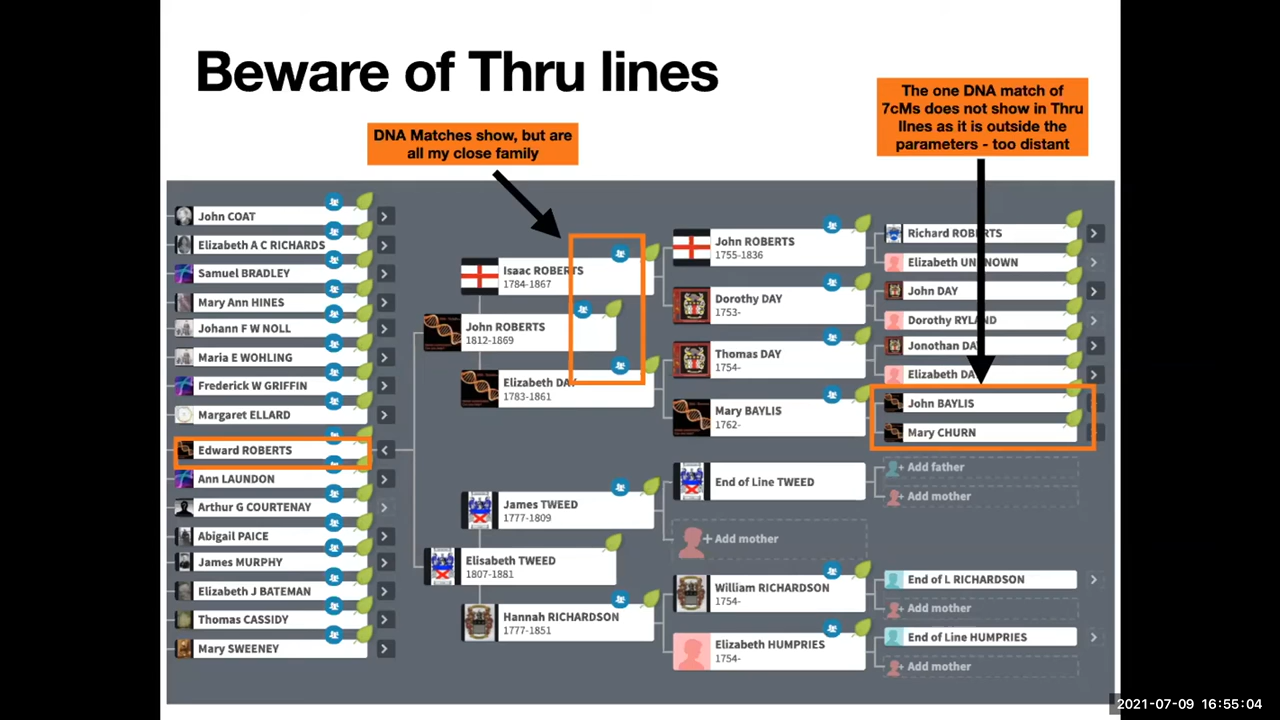 Beware of Thru lines
DNA Matches show, but are
all my close family
The one DNA match of
7cMs does not show in Thru
lInes as it is outside the
parameters - too distant
John COAT
Elizabeth A C RICHARDS
Samuel BRADLEY
Mary Ann HINES
Johann F W NOLL
Maria E WOHLING
Frederick W GRIFFIN
Margaret ELLARD
Edward ROBERTS
Ann LAUNDON
Arthur G COURTENAY
Abigail PAICE
James MURPHY
Elizabeth J BATEMAN
Thomas CASSIDY
Mary SWEENEY
Isaac ROBERTS
1784-1867
John ROBERTS
1812-1869
Elizabeth DAY
1783-1861
James TWEED
1777-1809
Elisabeth TWEED
1807-1881
Hannah RICHARDSON
1777-1851
John ROBERTS
1755-1836
Dorothy DAY
1753-
Thomas DAY
1754-
Mary BAYLIS
1762-
End of Line TWEED
Add mother
William RICHARDSON
1754-
Elizabeth HUMPRIES
1754-
Richard ROBERTS
Elizabeth UNKNOWN
John DAY
Dorothy RYLAND
Jonothan DAY
Elizabeth DAY
John BAYLIS
Mary CHURN
Add father
Add mother
End of L RICHARDSON
Add mother
End of Line HUMPRIES
Add mother
2021-07-09 16:55:04